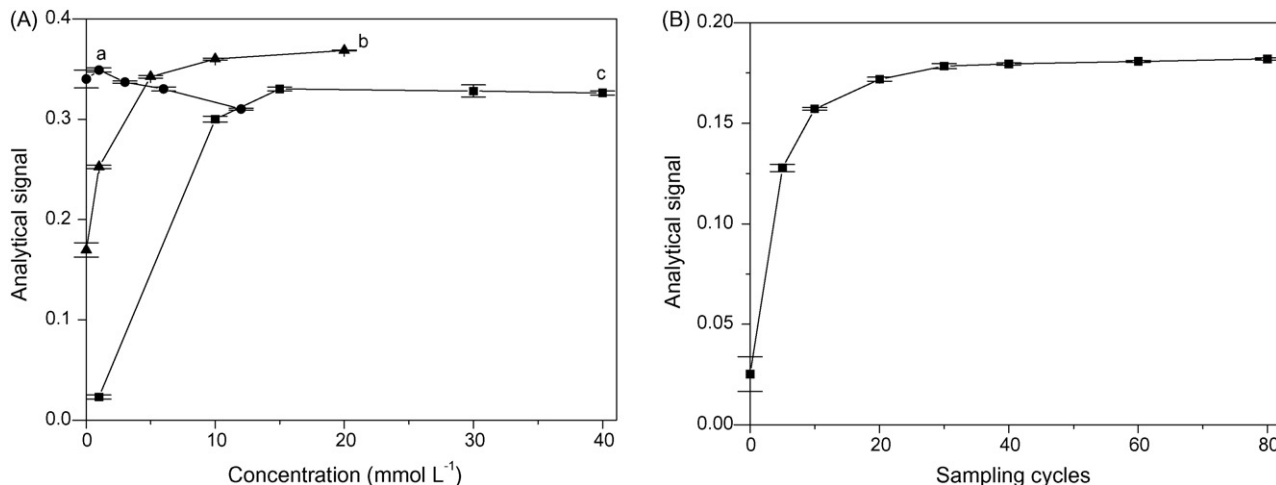 (A)
0.4
0.3
0.2
0.1
0.0
Analytical signal
a
b
c
0 10 20 30 40
Concentration (mmol L⁻¹)
(B)
0.20
0.15
0.10
0.05
0.00
Analytical signal
0 20 40 60 80
Sampling cycles